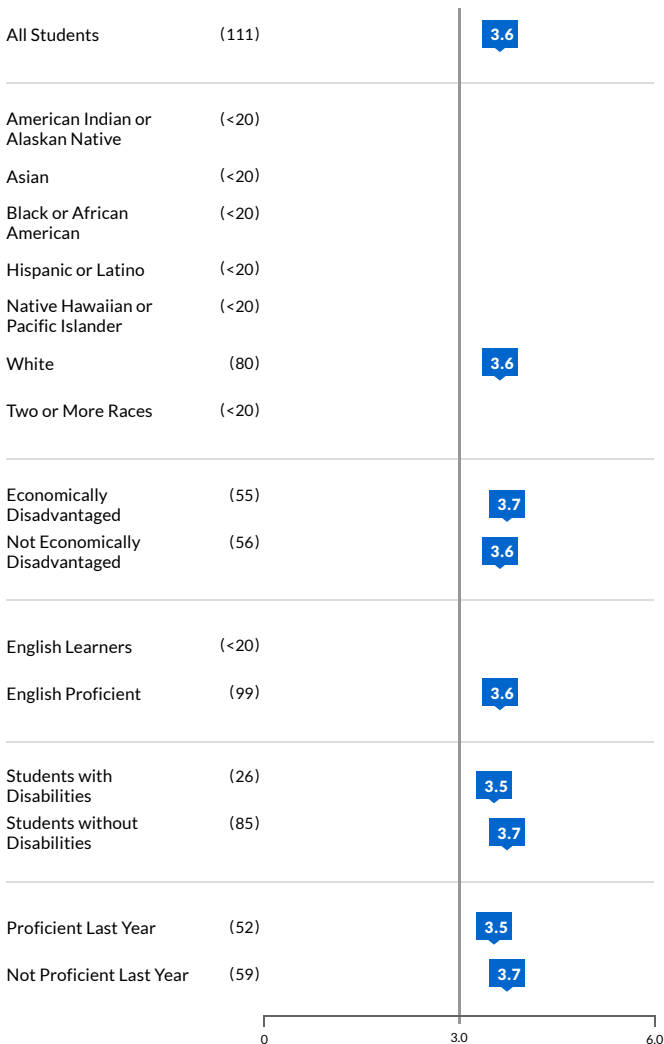 All Students (111) 3.6
American Indian or (<20)
Alaskan Native
Asian (<20)
Black or African (<20)
American
Hispanic or Latino (<20)
Native Hawaiian or (<20)
Pacific Islander
White (80) 3.6
Two or More Races (<20)
Economically (55) 3.7
Disadvantaged
Not Economically (56) 3.6
Disadvantaged
English Learners (<20)
English Proficient (99) 3.6
Students with (26) 3.5
Disabilities
Students without (85) 3.7
Disabilities
Proficient Last Year (52) 3.5
Not Proficient Last Year (59) 3.7
0 3.0 6.0